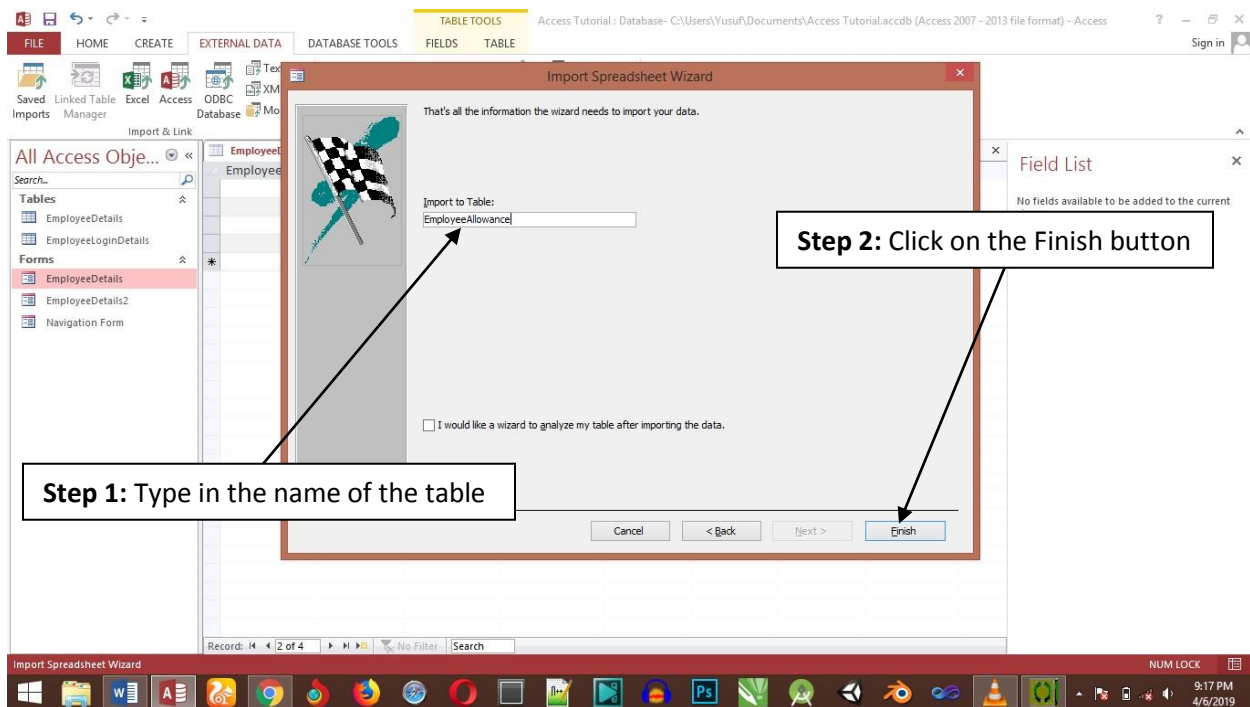 TABLE TOOLS
Access Tutorial : Database- C:\Users\Yusuf\Documents\Access Tutorial.accdb (Access 2007 - 2013 file format) - Access
FILE HOME CREATE EXTERNAL DATA DATABASE TOOLS FIELDS TABLE Sign in
Saved Imports
Linked Table Manager
Excel
Access
ODBC Database
Tex
XM
Mo
Import & Link
Import Spreadsheet Wizard
That's all the information the wizard needs to import your data.
Import to Table:
EmployeeAllowance
I would like a wizard to analyze my table after importing the data.
Cancel < Back Next > Finish
All Access Obje...
Search...
Tables
EmployeeDetails
EmployeeLoginDetails
Forms
EmployeeDetails
EmployeeDetails2
Navigation Form
Employee
Field List
No fields available to be added to the current
Step 1: Type in the name of the table
Step 2: Click on the Finish button
Record: 2 of 4 No Filter Search
Import Spreadsheet Wizard NUM LOCK
Ps
9:17 PM
4/6/2019